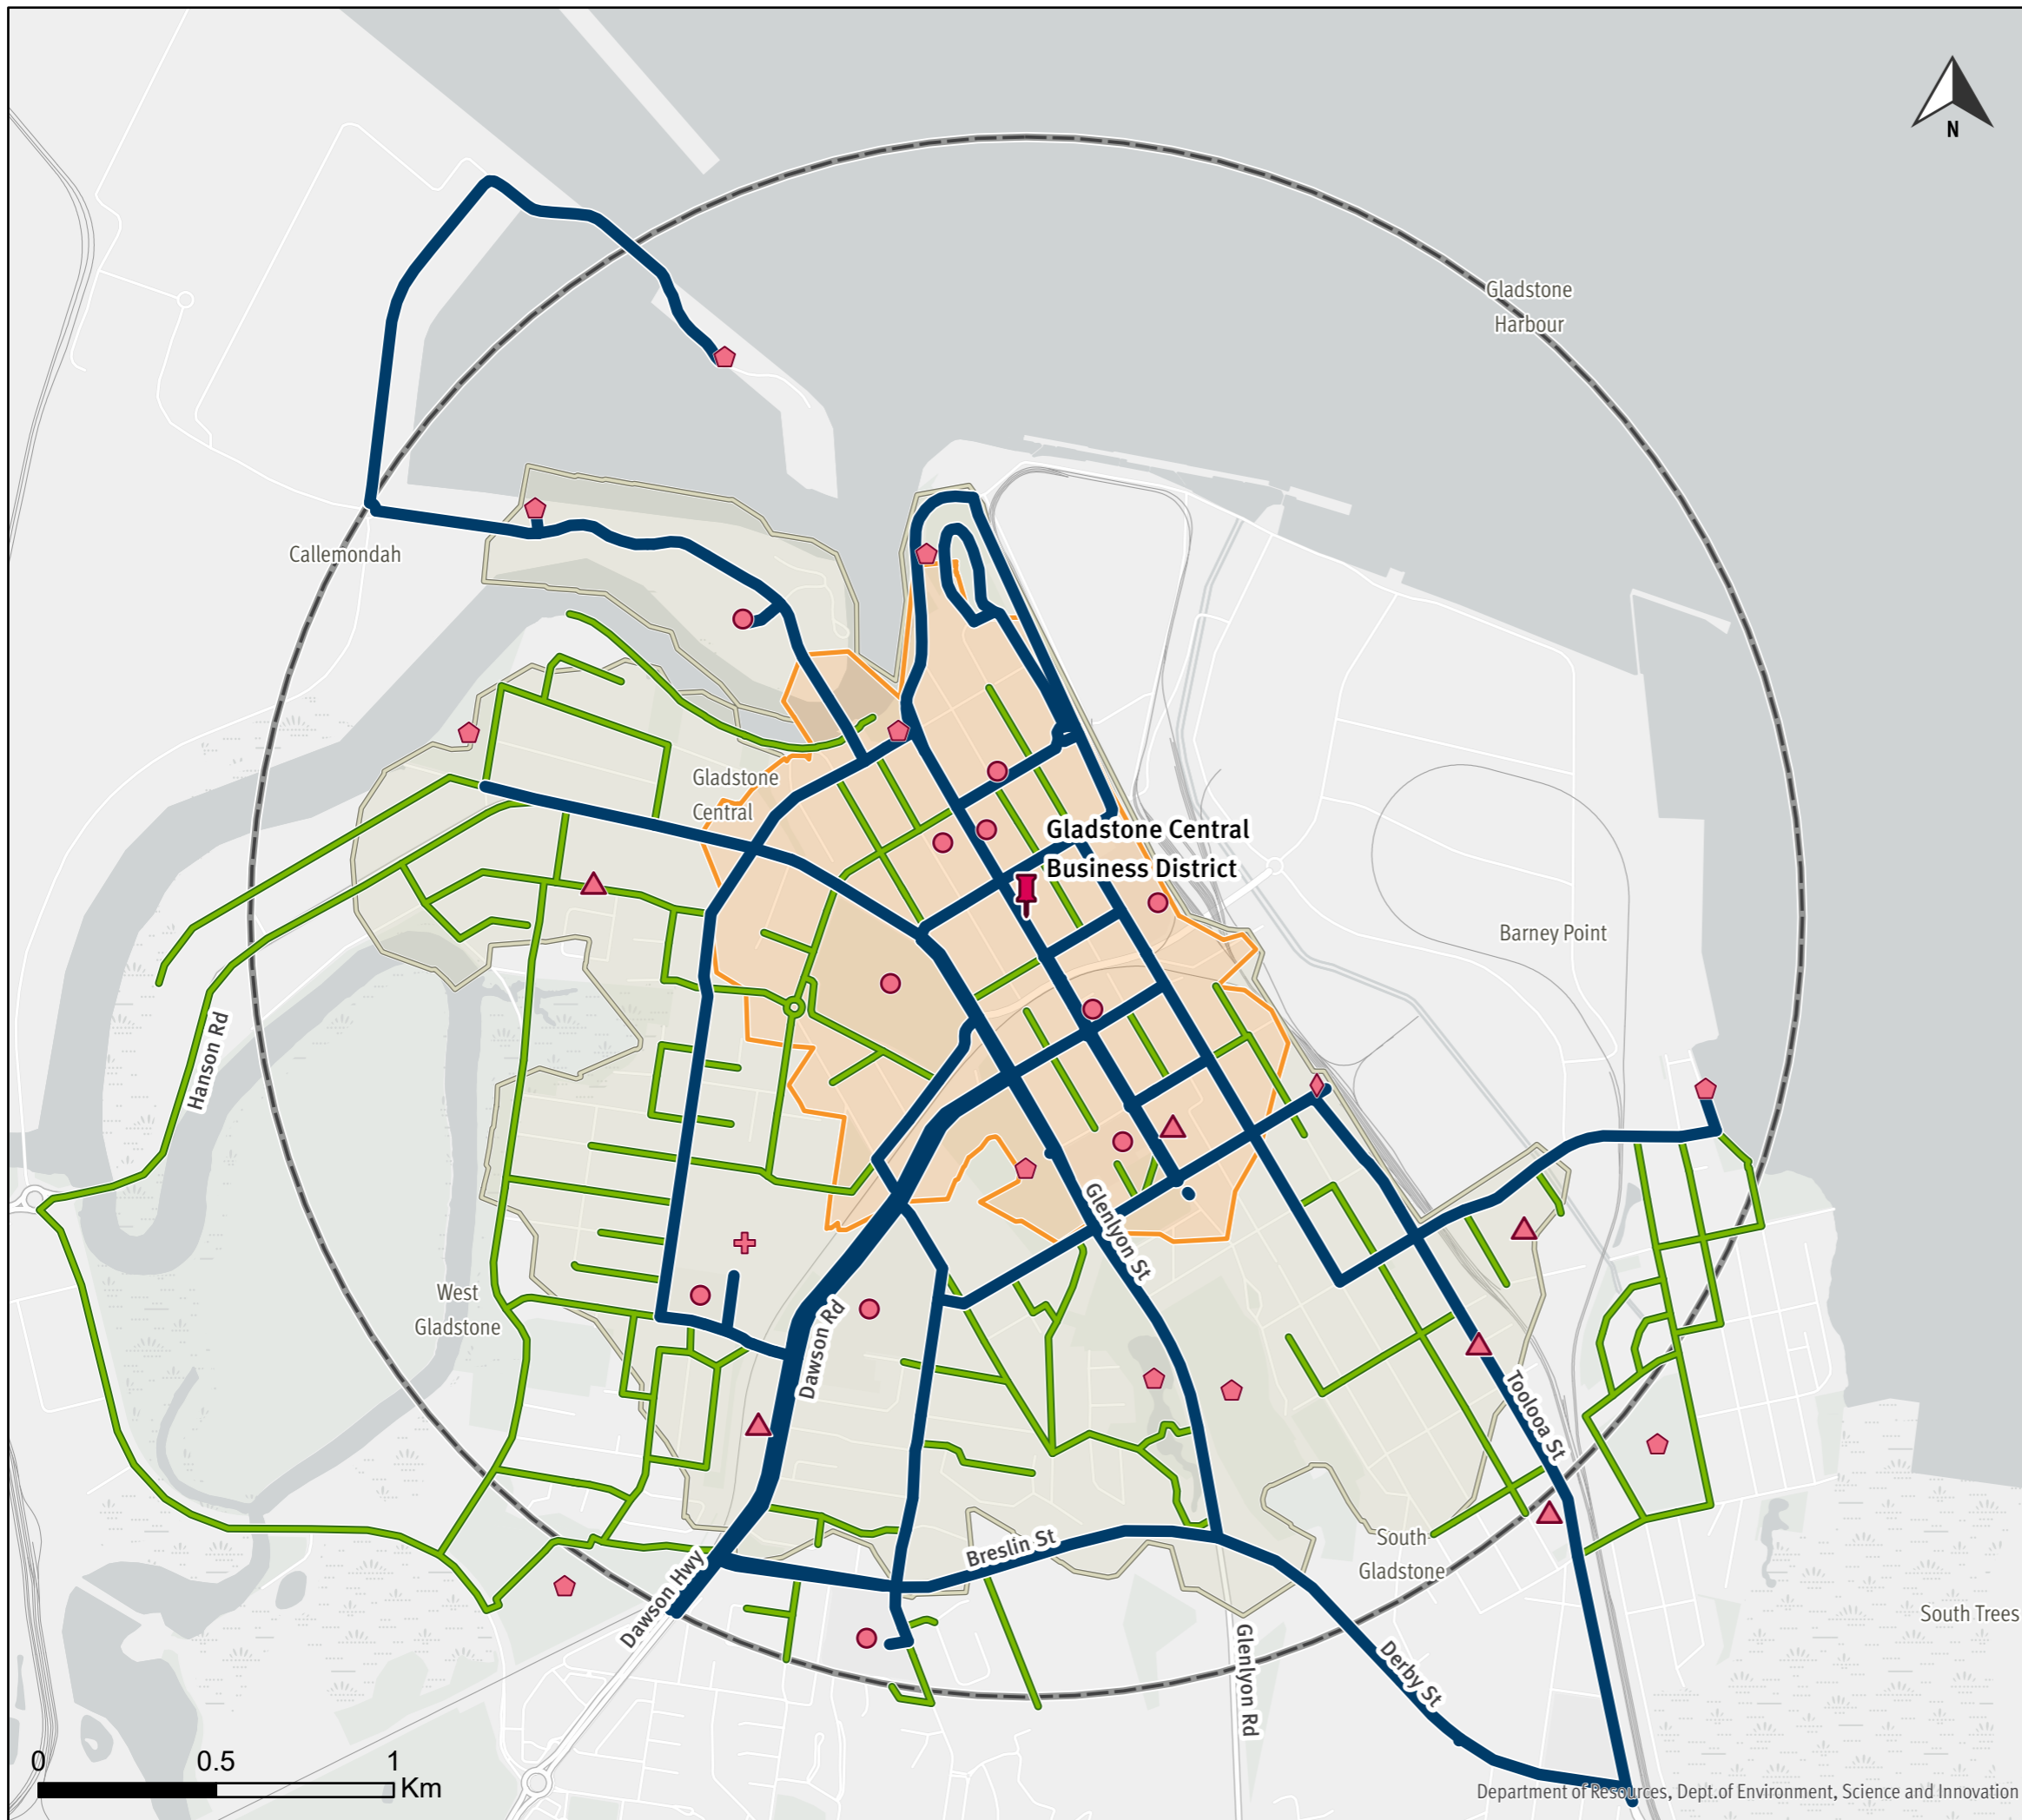 N
Gladstone
Harbour
Callemondah
Gladstone
Central
Gladstone Central
Business District
Barney Point
Hanson Rd
Glenlyon St
West
Gladstone
Dawson Rd
Toolooa St
Breslin St
South
Gladstone
Dawson Hwy
South Trees
Glenlyon Rd
Derby St
0 0.5 1
Km
Department of Resources, Dept.of Environment, Science and Innovation